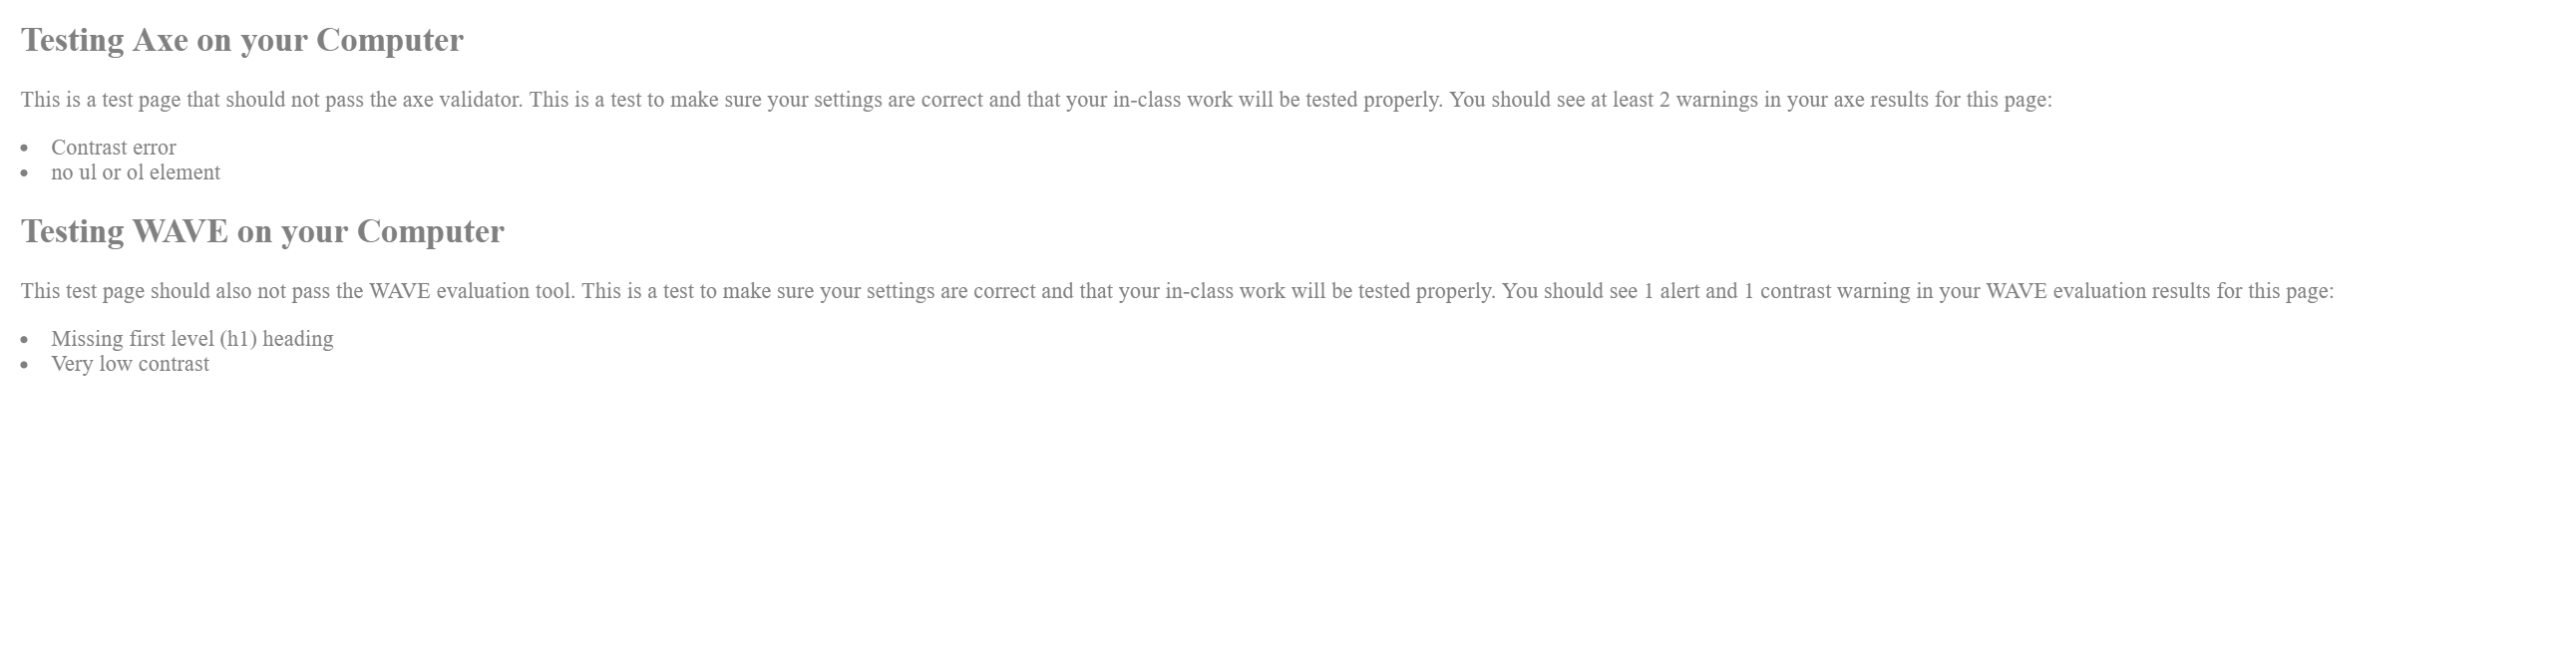 Testing Axe on your Computer
This is a test page that should not pass the axe validator. This is a test to make sure your settings are correct and that your in-class work will be tested properly. You should see at least 2 warnings in your axe results for this page:
• Contrast error
• no ul or ol element
Testing WAVE on your Computer
This test page should also not pass the WAVE evaluation tool. This is a test to make sure your settings are correct and that your in-class work will be tested properly. You should see 1 alert and 1 contrast warning in your WAVE evaluation results for this page:
• Missing first level (h1) heading
• Very low contrast